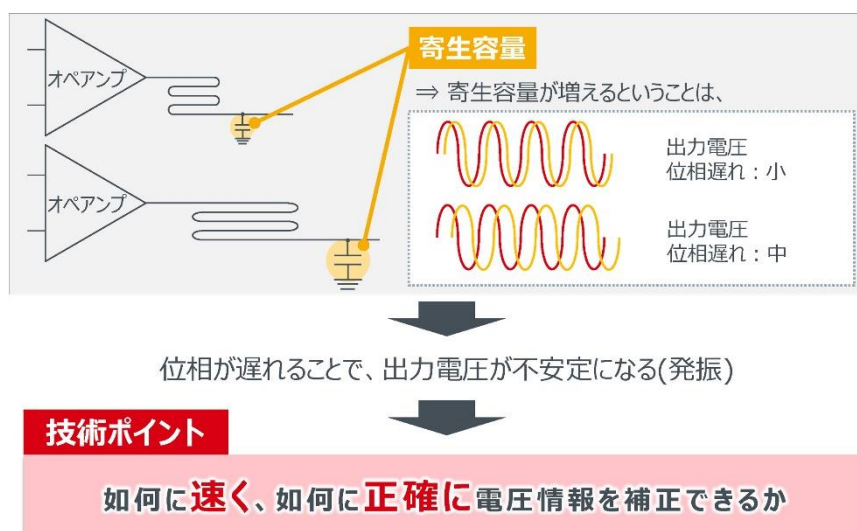 オペアンプ
寄生容量
⇒ 寄生容量が増えるということは、
出力電圧
位相遅れ：小
オペアンプ
出力電圧
位相遅れ：中
位相が遅れることで、出力電圧が不安定になる(発振)
技術ポイント
如何に速く、如何に正確に電圧情報を補正できるか